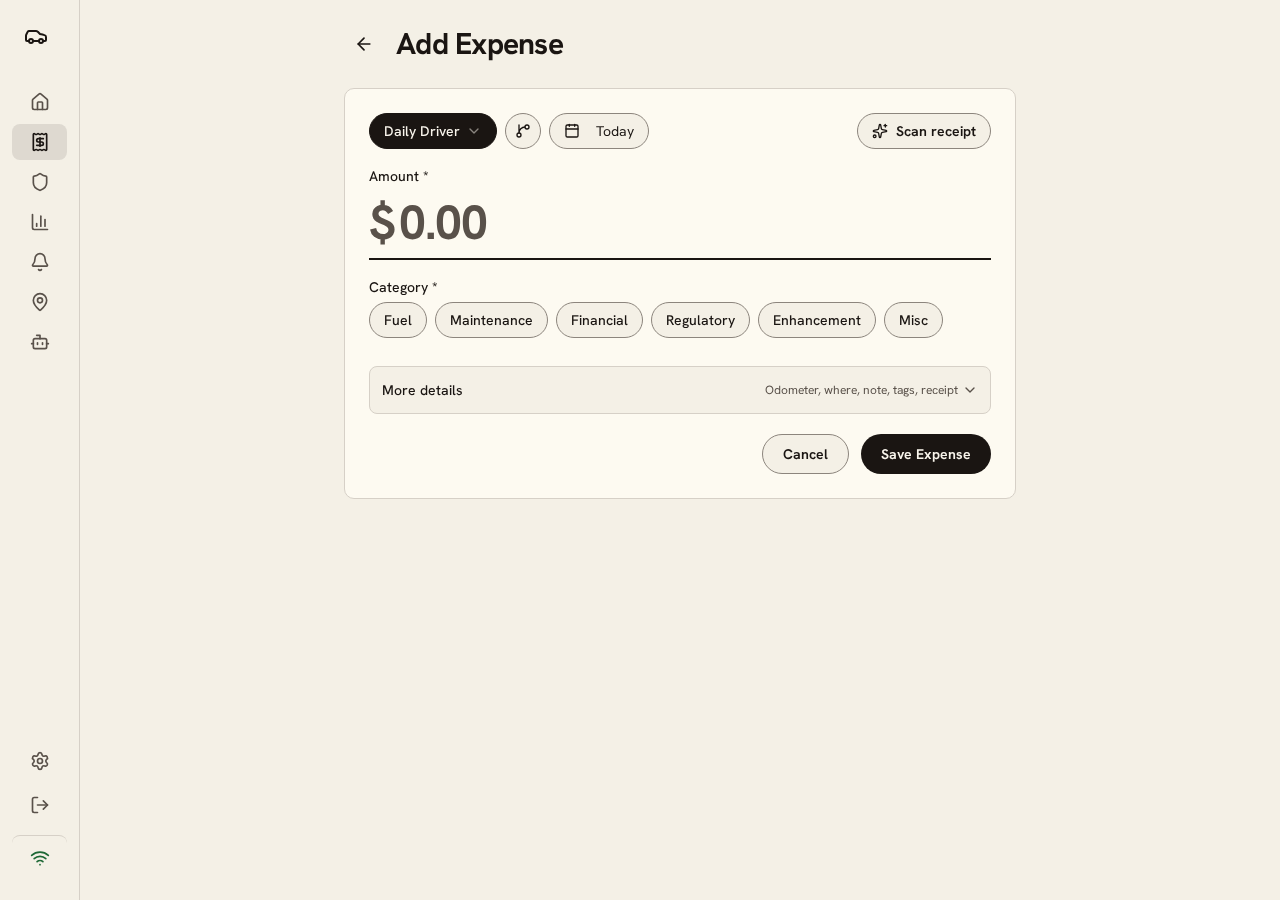 Add Expense
Daily Driver
Today
Scan receipt
Amount *
$0.00
Category *
Fuel
Maintenance
Financial
Regulatory
Enhancement
Misc
More details
Odometer, where, note, tags, receipt
Cancel
Save Expense